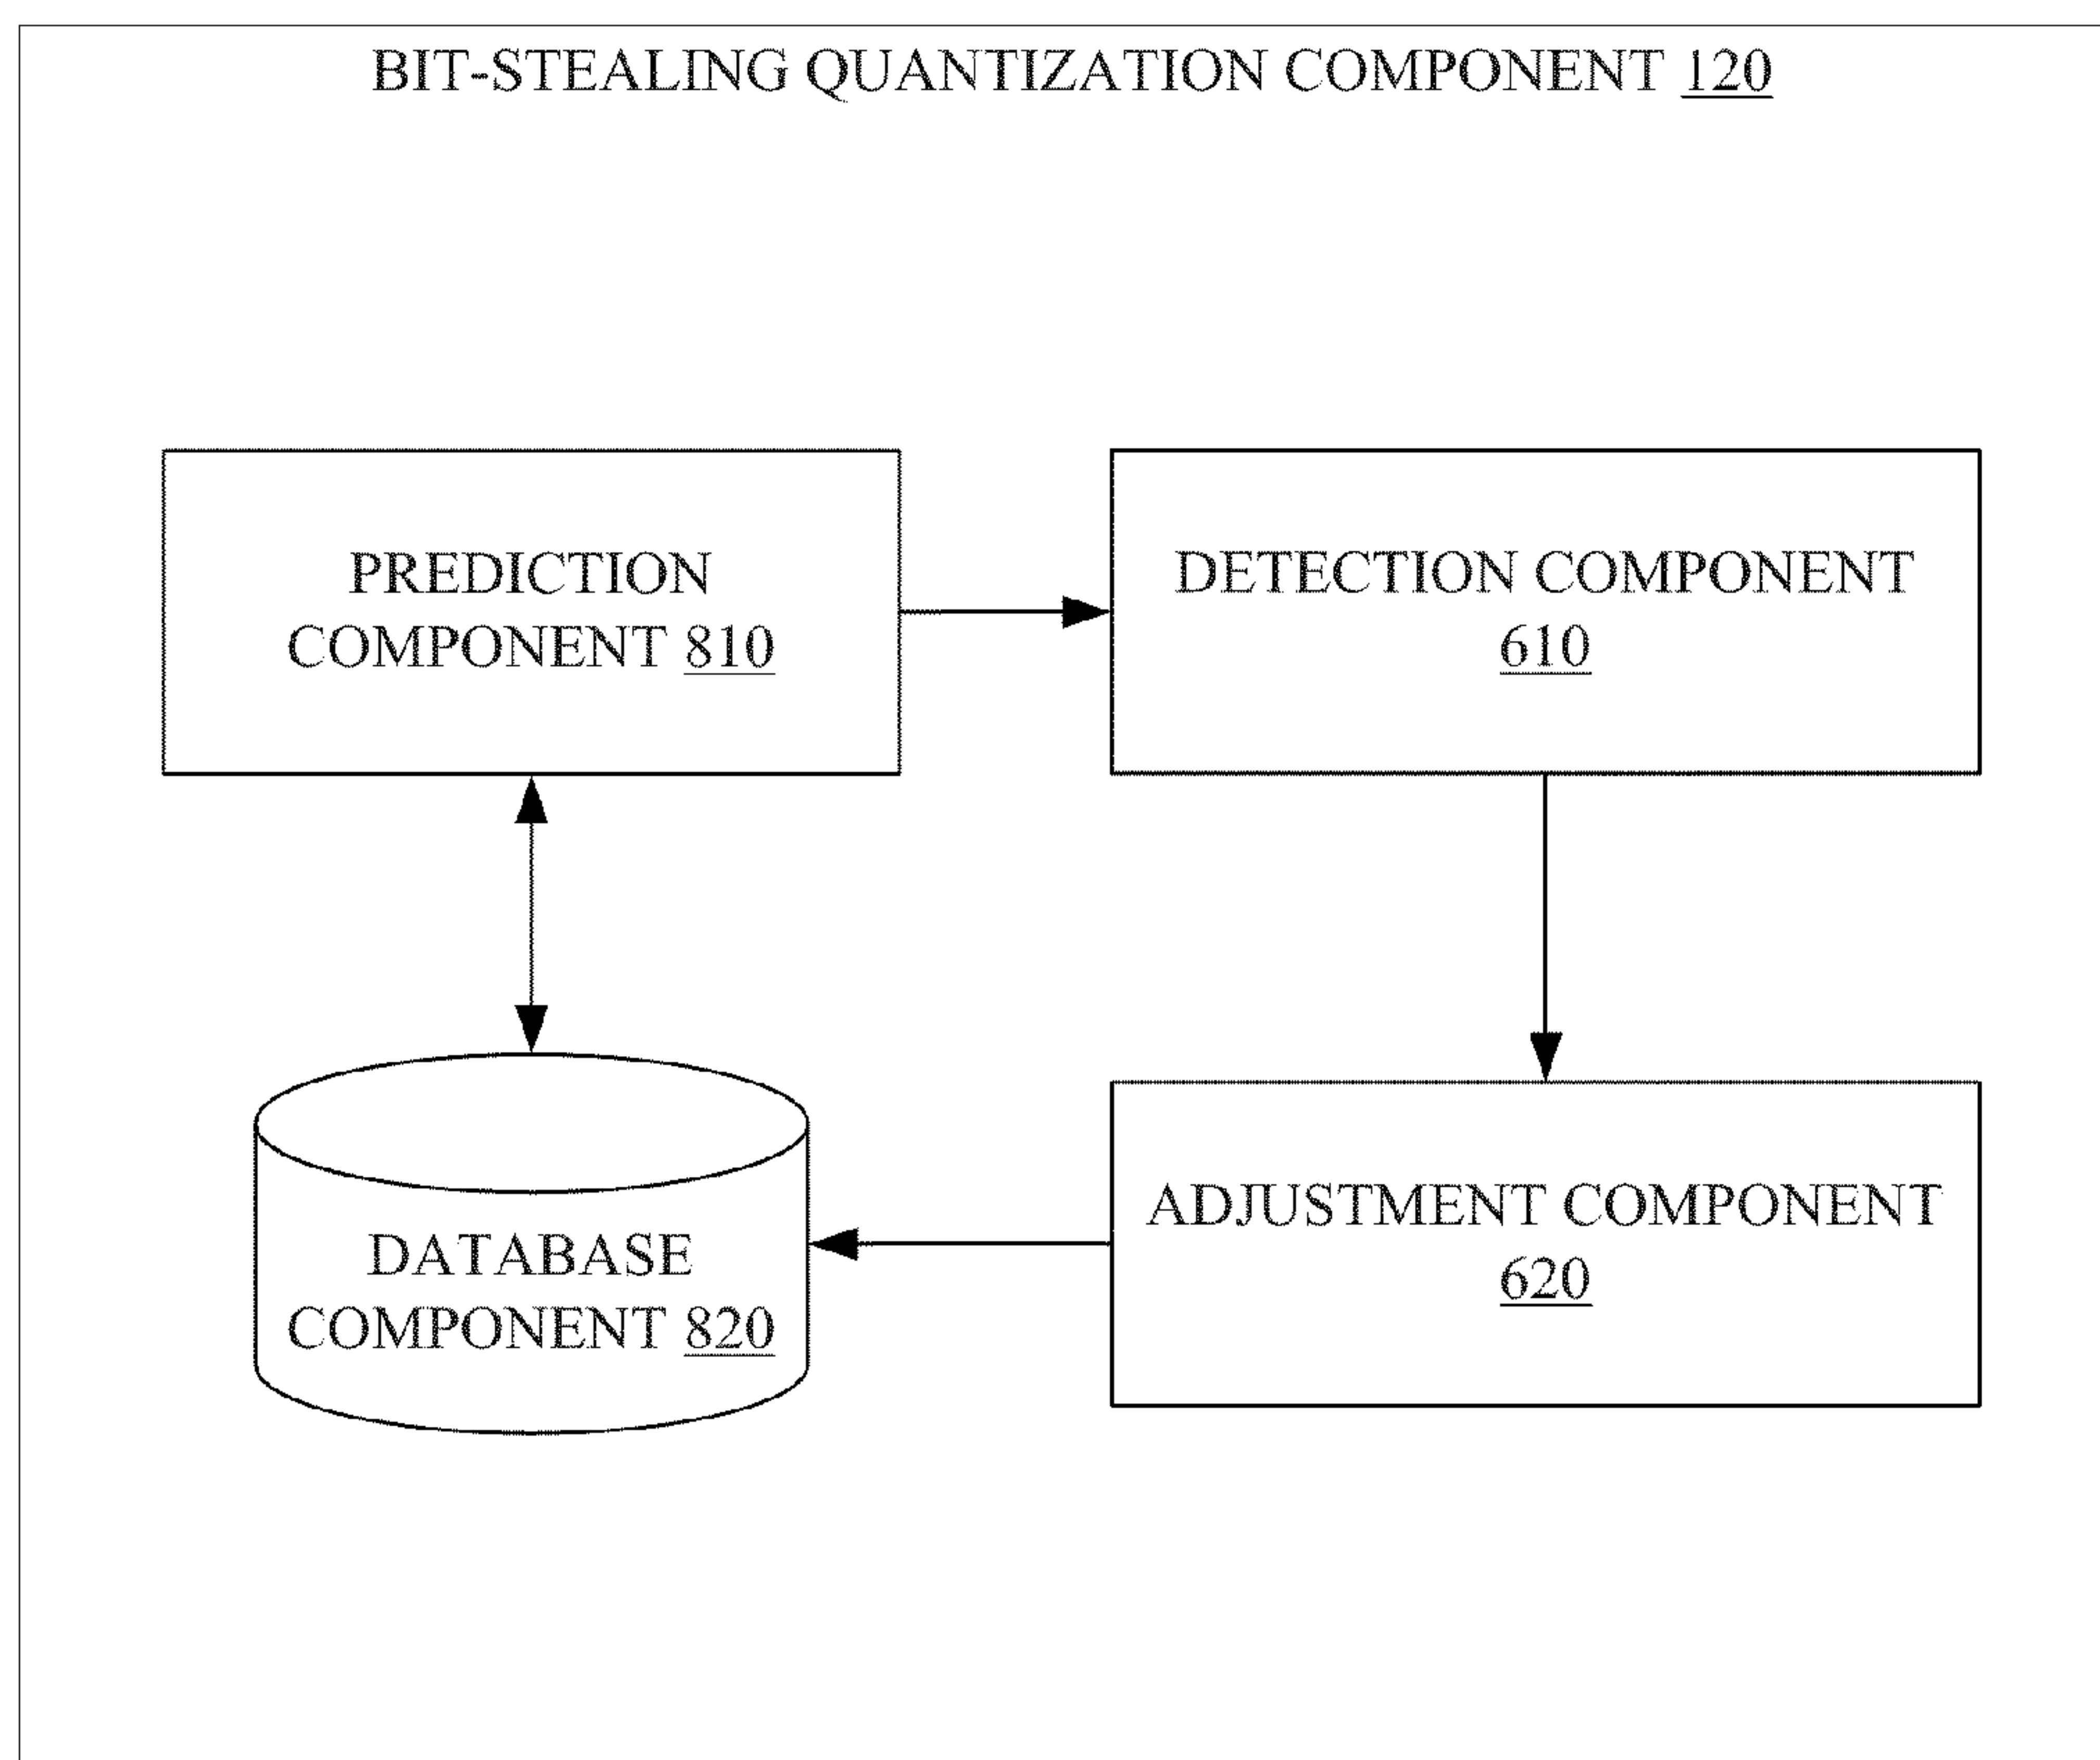 BIT-STEALING QUANTIZATION COMPONENT 120
PREDICTION
COMPONENT 810
DETECTION COMPONENT
610
DATABASE
COMPONENT 820
ADJUSTMENT COMPONENT
620